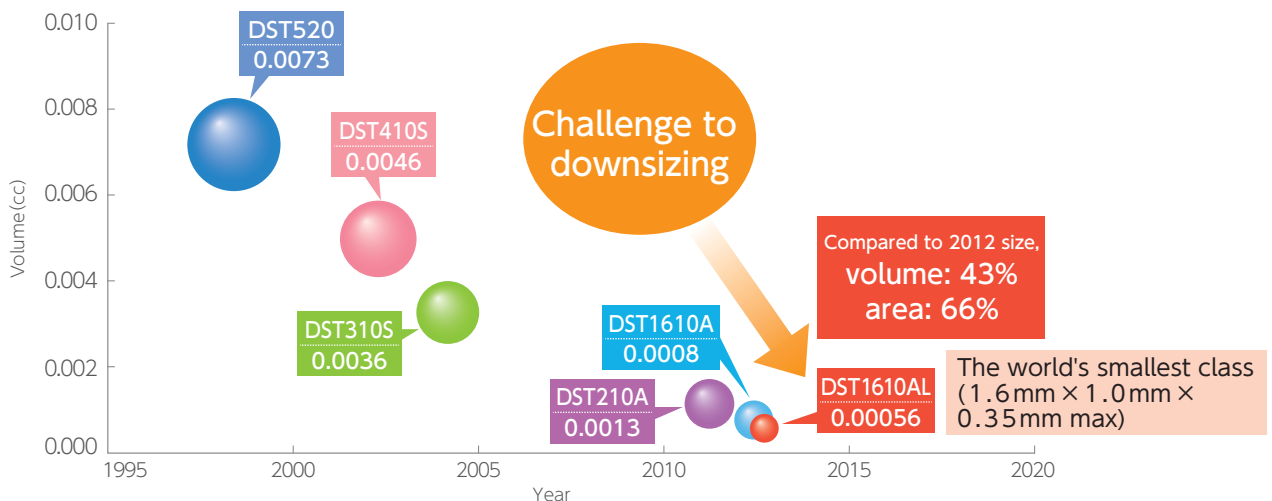 Volume(cc)
0.010
0.008
0.006
0.004
0.002
0.000
DST520
0.0073
DST410S
0.0046
DST310S
0.0036
Challenge to
downsizing
DST210A
0.0013
DST1610A
0.0008
Compared to 2012 size,
volume: 43%
area: 66%
DST1610AL
0.00056
The world's smallest class
(1.6mm×1.0mm×
0.35mm max)
1995
2000
2005
2010
2015
2020
Year